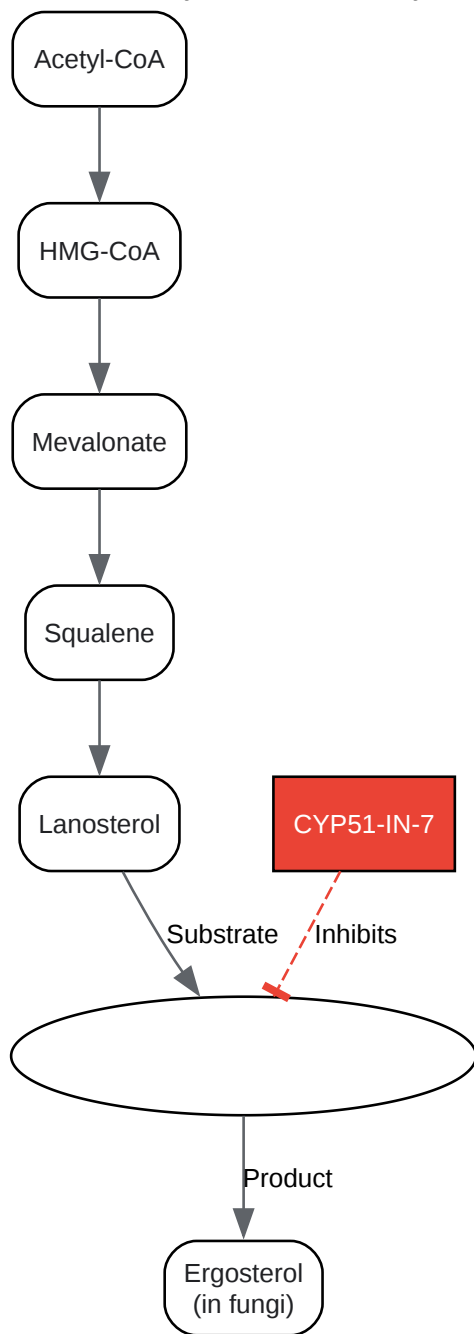 Acetyl-CoA
HMG-CoA
Mevalonate
Squalene
Lanosterol
CYP51-IN-7
Substrate
Inhibits
Product
Ergosterol
(in fungi)